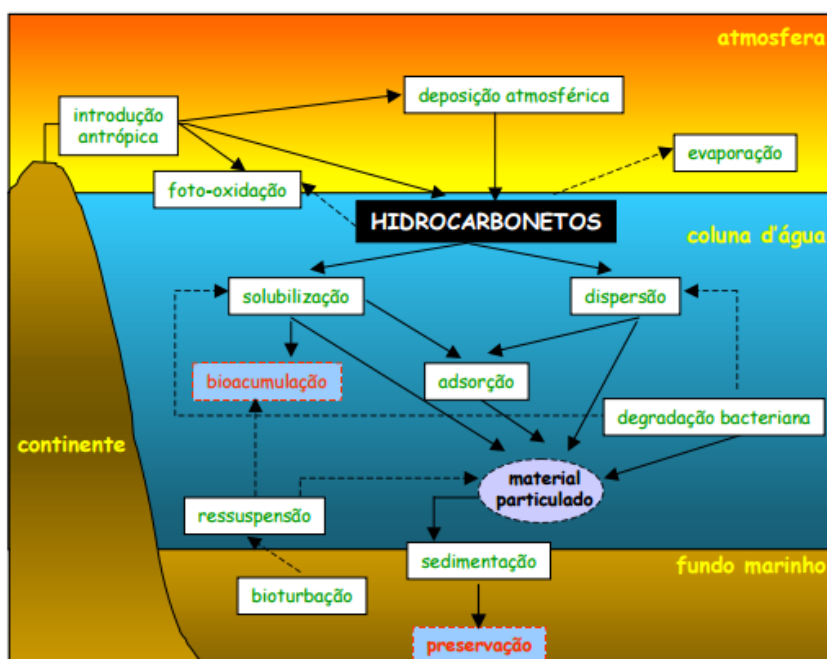 atmosfera
introdução
antrópica
deposição atmosférica
evaporação
foto-oxidação
HIDROCARBONETOS
coluna d'água
solubilização
dispersão
bioacumulação
adsorção
degradação bacteriana
continente
material
particulado
ressuspensão
sedimentação
fundo marinho
bioturbação
preservação